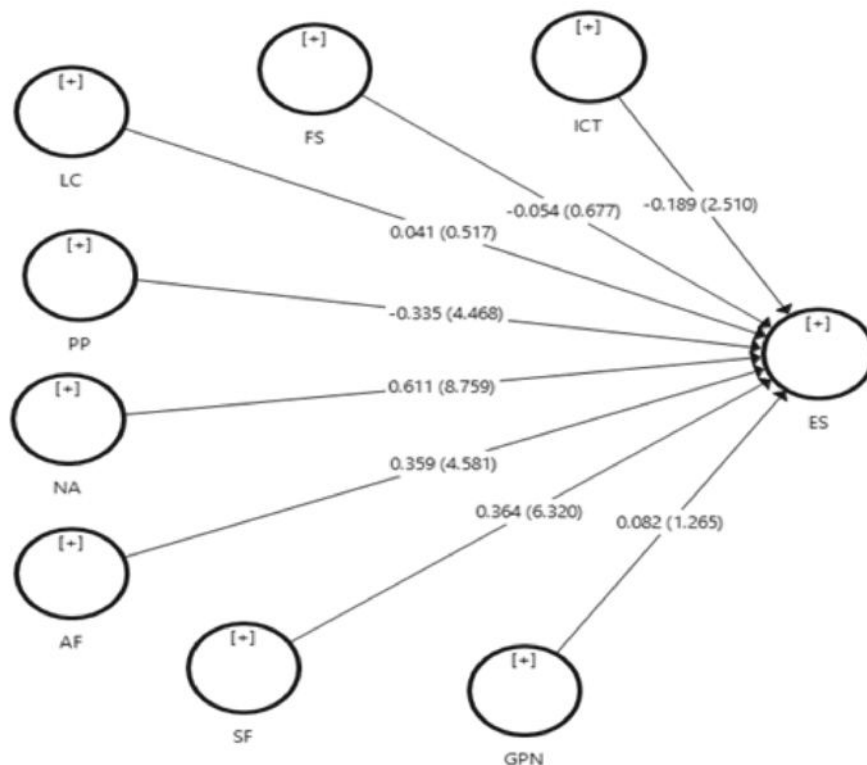 [+]
FS
[+]
ICT
[+]
LC
-0.054 (0.677)
-0.189 (2.510)
0.041 (0.517)
[+]
PP
-0.335 (4.468)
[+]
ES
[+]
NA
0.611 (8.759)
0.359 (4.581)
[+]
AF
0.364 (6.320)
0.082 (1.265)
[+]
SF
[+]
GPN